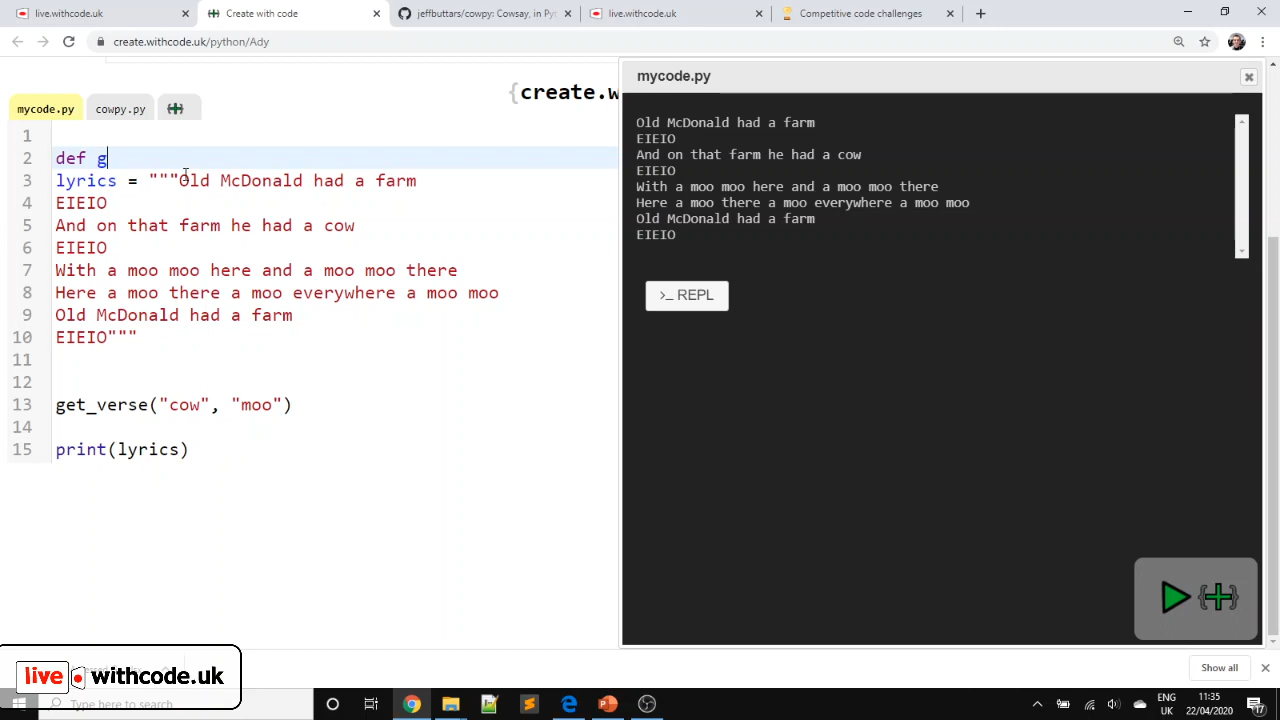 live.withcode.uk
Create with code
jeffbuttars/cowpy: Cowsay, in Pyt
live.withcode.uk
Competitive code challenges
create.withcode.uk/python/Ady
{create.w
mycode.py
cowpy.py
1
2 def g
3 lyrics = """Old McDonald had a farm
4 EIEIO
5 And on that farm he had a cow
6 EIEIO
7 With a moo moo here and a moo moo there
8 Here a moo there a moo everywhere a moo moo
9 Old McDonald had a farm
10 EIEIO"""
11
12
13 get_verse("cow", "moo")
14
15 print(lyrics)
mycode.py
Old McDonald had a farm
EIEIO
And on that farm he had a cow
EIEIO
With a moo moo here and a moo moo there
Here a moo there a moo everywhere a moo moo
Old McDonald had a farm
EIEIO
>_ REPL
Show all
live withcode.uk
Type here to search
ENG
UK
11:35
22/04/2020
17